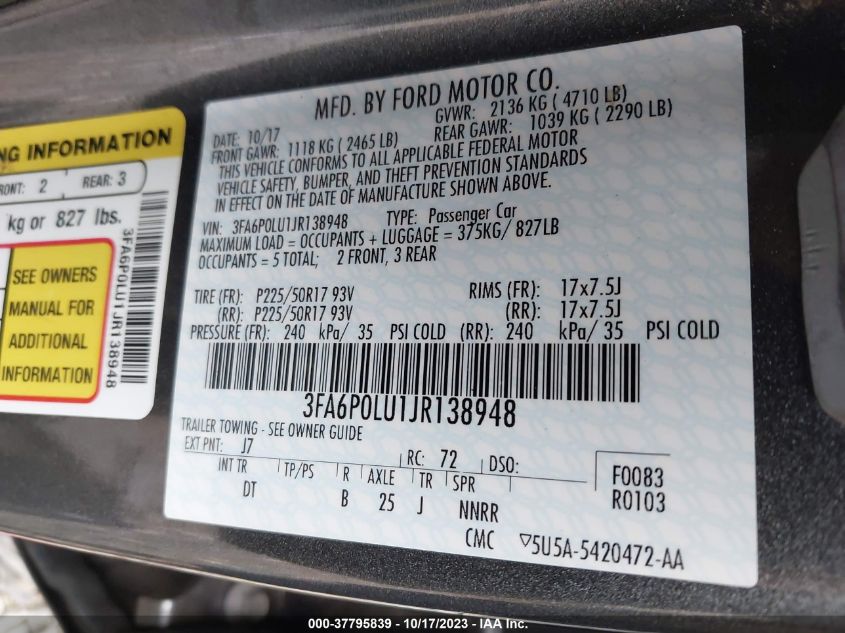 NG INFORMATION
RONT: 2 REAR: 3
kg or 827 lbs.
SEE OWNERS
MANUAL FOR
ADDITIONAL
INFORMATION
3FA6P0LU1JR138948
MFD. BY FORD MOTOR CO.
DATE: 10/17 GVWR: 2136 KG ( 4710 LB)
FRONT GAWR: 1118 KG ( 2465 LB) REAR GAWR: 1039 KG ( 2290 LB)
THIS VEHICLE CONFORMS TO ALL APPLICABLE FEDERAL MOTOR
VEHICLE SAFETY, BUMPER, AND THEFT PREVENTION STANDARDS
IN EFFECT ON THE DATE OF MANUFACTURE SHOWN ABOVE.
VIN: 3FA6P0LU1JR138948 TYPE: Passenger Car
MAXIMUM LOAD = OCCUPANTS + LUGGAGE = 375KG/ 827LB
OCCUPANTS = 5 TOTAL; 2 FRONT, 3 REAR
TIRE (FR): P225/50R17 93V RIMS (FR): 17x7.5J
(RR): P225/50R17 93V (RR): 17x7.5J
PRESSURE (FR): 240 kPa/ 35 PSI COLD (RR): 240 kPa/ 35 PSI COLD
3FA6P0LU1JR138948
TRAILER TOWING - SEE OWNER GUIDE
EXT PNT: J7 RC: 72 DSO:
INT TR TP/PS R AXLE TR SPR
DT B 25 J NNRR
F0083
R0103
CMC ▽5U5A-5420472-AA
000-37795839 - 10/17/2023 - IAA Inc.